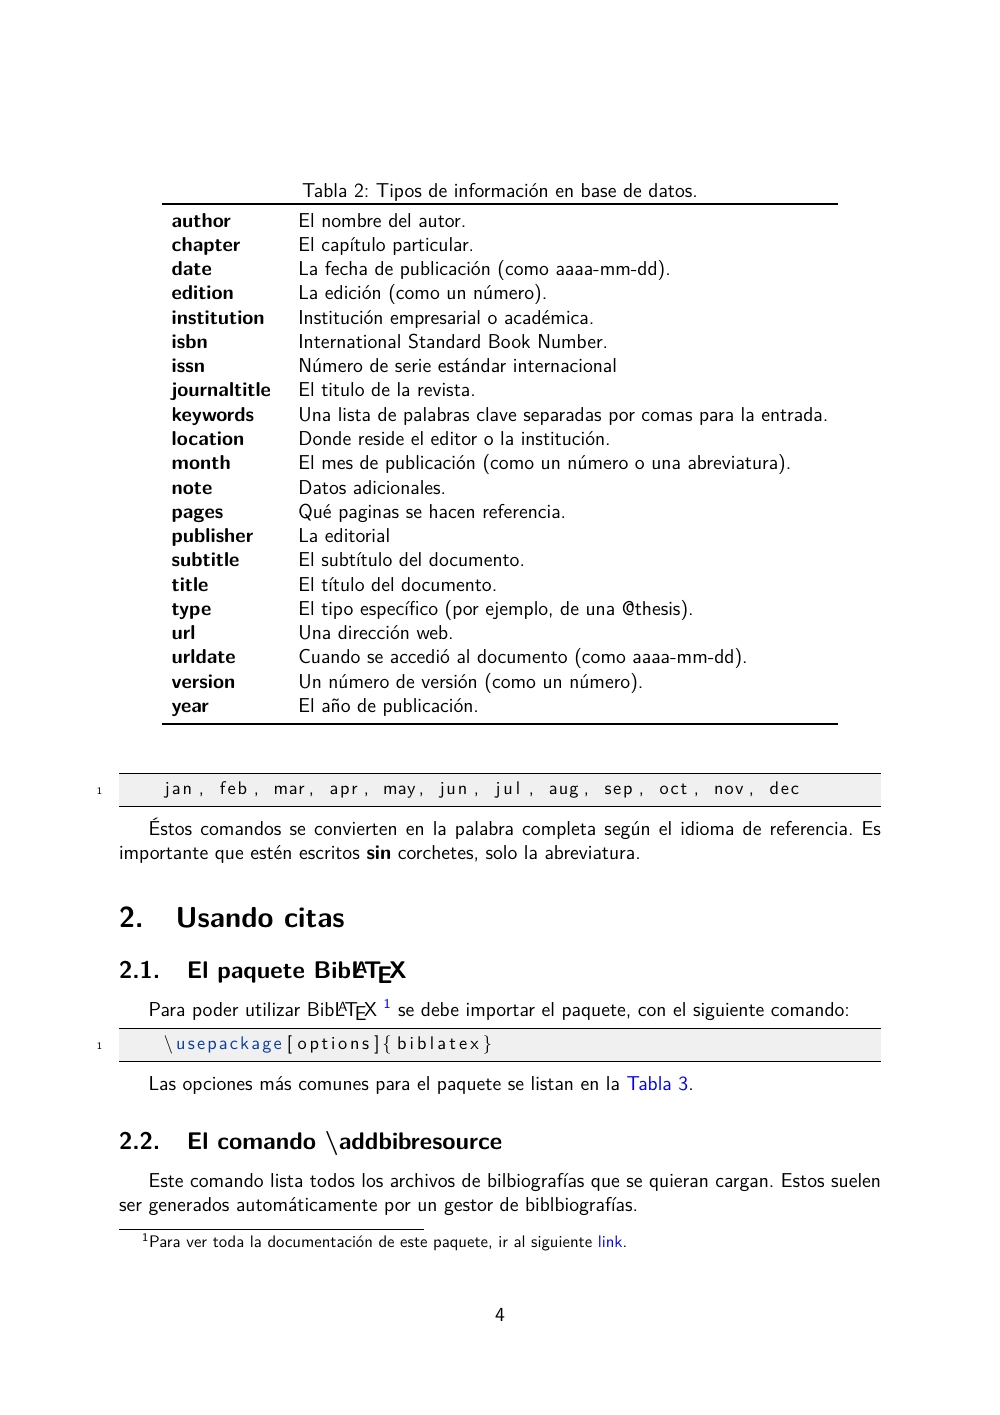 Tabla 2: Tipos de información en base de datos.
author El nombre del autor.
chapter El capítulo particular.
date La fecha de publicación (como aaaa-mm-dd).
edition La edición (como un número).
institution Institución empresarial o académica.
isbn International Standard Book Number.
issn Número de serie estándar internacional
journaltitle El titulo de la revista.
keywords Una lista de palabras clave separadas por comas para la entrada.
location Donde reside el editor o la institución.
month El mes de publicación (como un número o una abreviatura).
note Datos adicionales.
pages Qué paginas se hacen referencia.
publisher La editorial
subtitle El subtítulo del documento.
title El título del documento.
type El tipo específico (por ejemplo, de una @thesis).
url Una dirección web.
urldate Cuando se accedió al documento (como aaaa-mm-dd).
version Un número de versión (como un número).
year El año de publicación.
1 jan, feb, mar, apr, may, jun, jul, aug, sep, oct, nov, dec
Éstos comandos se convierten en la palabra completa según el idioma de referencia. Es
importante que estén escritos sin corchetes, solo la abreviatura.
2. Usando citas
2.1. El paquete BibLATEX
Para poder utilizar BibLATEX 1 se debe importar el paquete, con el siguiente comando:
1 \usepackage[options]{biblatex}
Las opciones más comunes para el paquete se listan en la Tabla 3.
2.2. El comando \addbibresource
Este comando lista todos los archivos de bilbiografías que se quieran cargan. Estos suelen
ser generados automáticamente por un gestor de biblbiografías.
1Para ver toda la documentación de este paquete, ir al siguiente link.
4